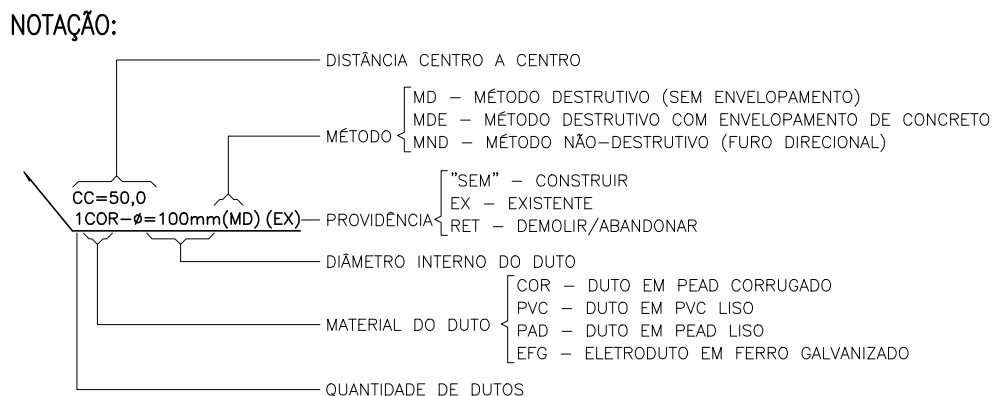 NOTAÇÃO:
DISTÂNCIA CENTRO A CENTRO
MÉTODO
MD – MÉTODO DESTRUTIVO (SEM ENVELOPAMENTO)
MDE – MÉTODO DESTRUTIVO COM ENVELOPAMENTO DE CONCRETO
MND – MÉTODO NÃO-DESTRUTIVO (FURO DIRECIONAL)
CC=50,0
1COR-ø=100mm(MD) (EX)
PROVIDÊNCIA
"SEM" – CONSTRUIR
EX – EXISTENTE
RET – DEMOLIR/ABANDONAR
DIÂMETRO INTERNO DO DUTO
MATERIAL DO DUTO
COR – DUTO EM PEAD CORRUGADO
PVC – DUTO EM PVC LISO
PAD – DUTO EM PEAD LISO
EFG – ELETRODUTO EM FERRO GALVANIZADO
QUANTIDADE DE DUTOS